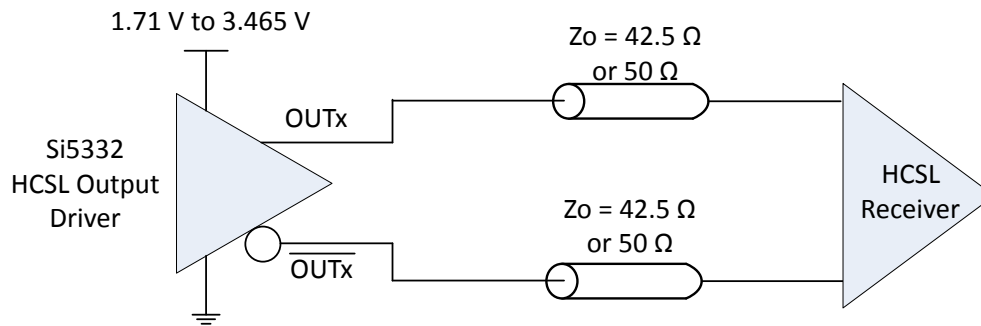 1.71 V to 3.465 V
Zo = 42.5 Ω
or 50 Ω
OUTx
Si5332
HCSL Output
Driver
HCSL
Receiver
Zo = 42.5 Ω
or 50 Ω
OUTx